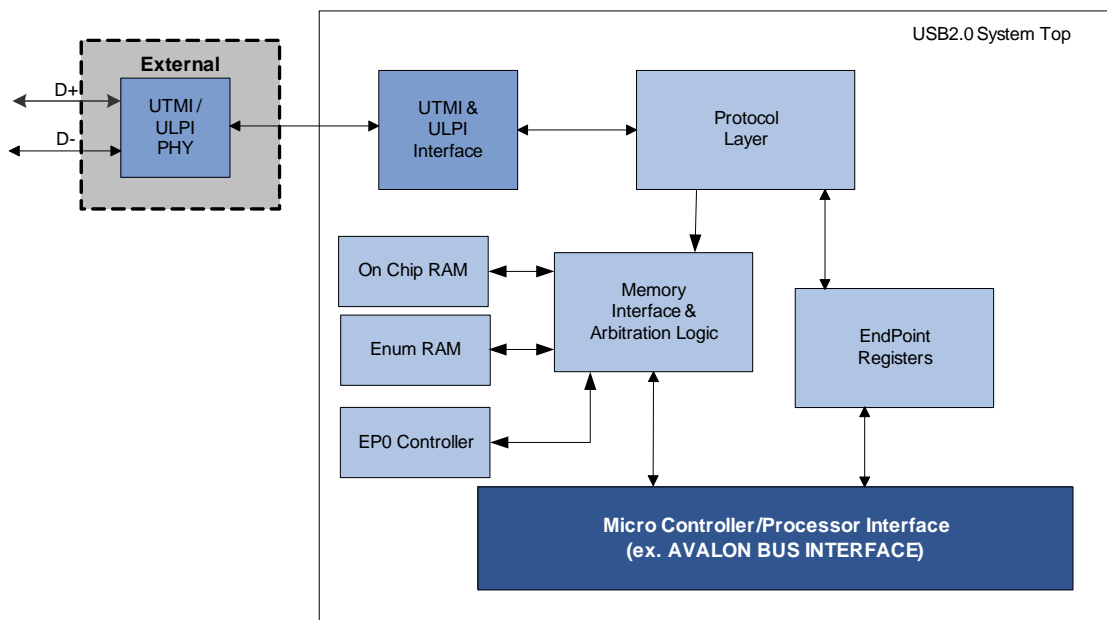 USB2.0 System Top
External
D+
D-
UTMI /
ULPI
PHY
UTMI &
ULPI
Interface
Protocol
Layer
On Chip RAM
Memory
Interface &
Arbitration Logic
Enum RAM
EndPoint
Registers
EP0 Controller
Micro Controller/Processor Interface
(ex. AVALON BUS INTERFACE)